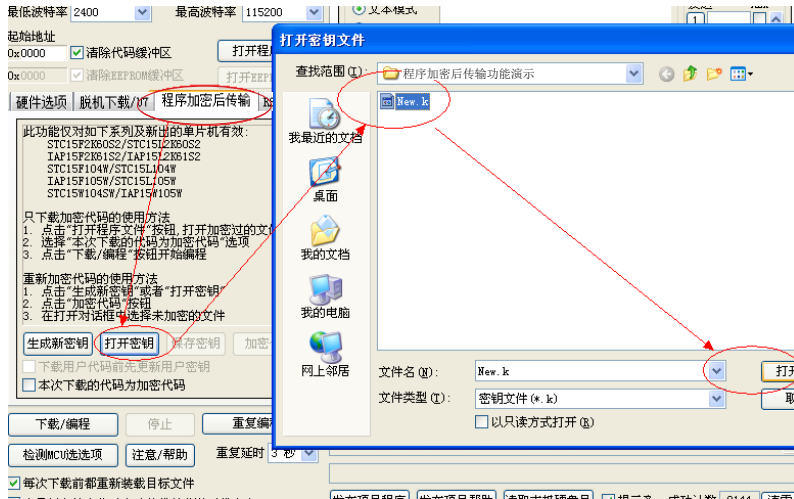 最低波特率 2400 最高波特率 115200 文本模式
起始地址
0x0000 清除代码缓冲区 打开程
0x0000 清除EEPROM缓冲区 打开EEP
硬件选项 脱机下载/U7 程序加密后传输
此功能仅对如下系列及新出的单片机有效:
STC15F2K60S2/STC15L2K60S2
IAP15F2K61S2/IAP15L2K61S2
STC15F104W/STC15L104W
IAP15F105W/STC15L105W
STC15W104SW/IAP15W105W
只下载加密代码的使用方法
1. 点击"打开程序文件"按钮,打开加密过的文
2. 选择"本次下载的代码为加密代码"选项
3. 点击"下载/编程"按钮开始编程
重新加密代码的使用方法
1. 点击"生成新密钥"或者"打开密钥"
2. 点击"加密代码"按钮
3. 在打开对话框中选择未加密的文件
生成新密钥 打开密钥 保存密钥 加密
下载用户代码前先更新用户密钥
本次下载的代码为加密代码
下载/编程 停止 重复编
检测MCU选选项 注意/帮助 重复延时 3 秒
每次下载前都重新装载目标文件
打开密钥文件
查找范围(I): 程序加密后传输功能演示
New.k
我最近的文档
桌面
我的文档
我的电脑
网上邻居
文件名(N): New.k 打开
文件类型(T): 密钥文件(*.k) 取
以只读方式打开(R)